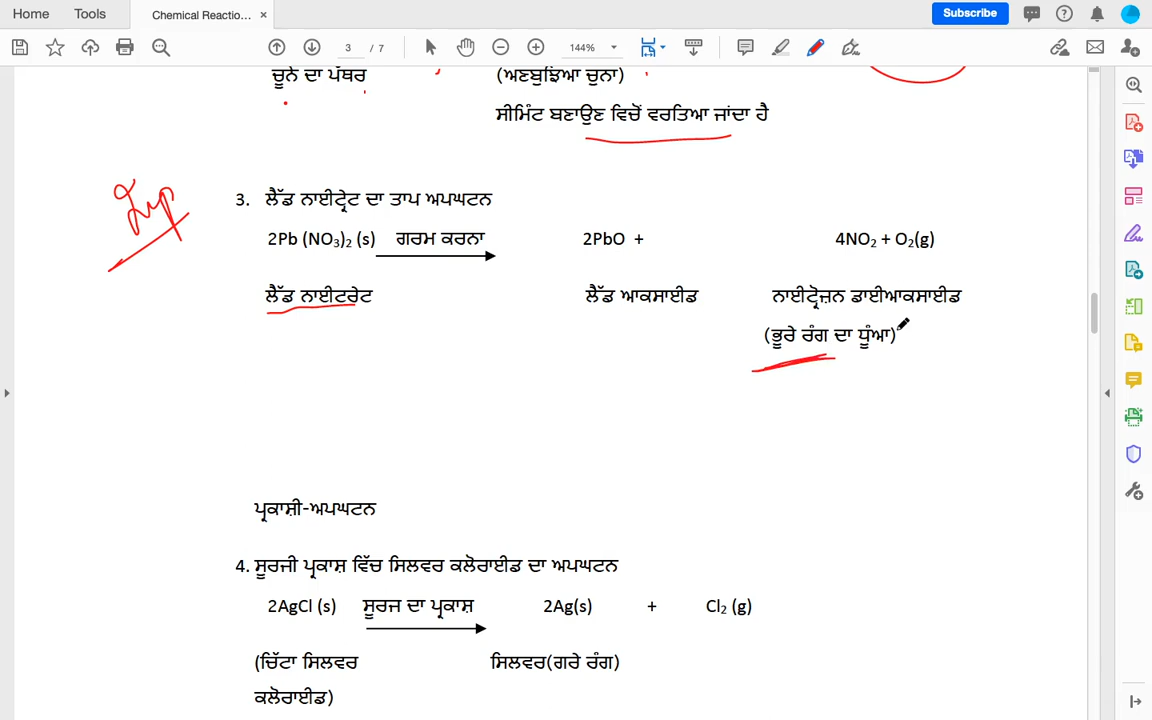 Home Tools Chemical Reactio... × Subscribe
3 / 7 144%
ਚੂਨੇ ਦਾ ਪੱਥਰ (ਅਣਬੁਝਿਆ ਚੁਨਾ)
ਸੀਮਿੰਟ ਬਣਾਉਣ ਵਿਚੋਂ ਵਰਤਿਆ ਜਾਂਦਾ ਹੈ
Imp
3. ਲੈੱਡ ਨਾਈਟ੍ਰੇਟ ਦਾ ਤਾਪ ਅਪਘਟਨ
2Pb (NO₃)₂ (s) ਗਰਮ ਕਰਨਾ 2PbO + 4NO₂ + O₂(g)
ਲੈੱਡ ਨਾਈਟਰੇਟ ਲੈੱਡ ਆਕਸਾਈਡ ਨਾਈਟ੍ਰੋਜ਼ਨ ਡਾਈਆਕਸਾਈਡ
(ਭੂਰੇ ਰੰਗ ਦਾ ਧੂੰਆ)
ਪ੍ਰਕਾਸ਼ੀ-ਅਪਘਟਨ
4. ਸੂਰਜੀ ਪ੍ਰਕਾਸ਼ ਵਿੱਚ ਸਿਲਵਰ ਕਲੋਰਾਈਡ ਦਾ ਅਪਘਟਨ
2AgCl (s) ਸੂਰਜ ਦਾ ਪ੍ਰਕਾਸ਼ 2Ag(s) + Cl₂ (g)
(ਚਿੱਟਾ ਸਿਲਵਰ ਸਿਲਵਰ(ਗਰੇ ਰੰਗ)
ਕਲੋਰਾਈਡ)